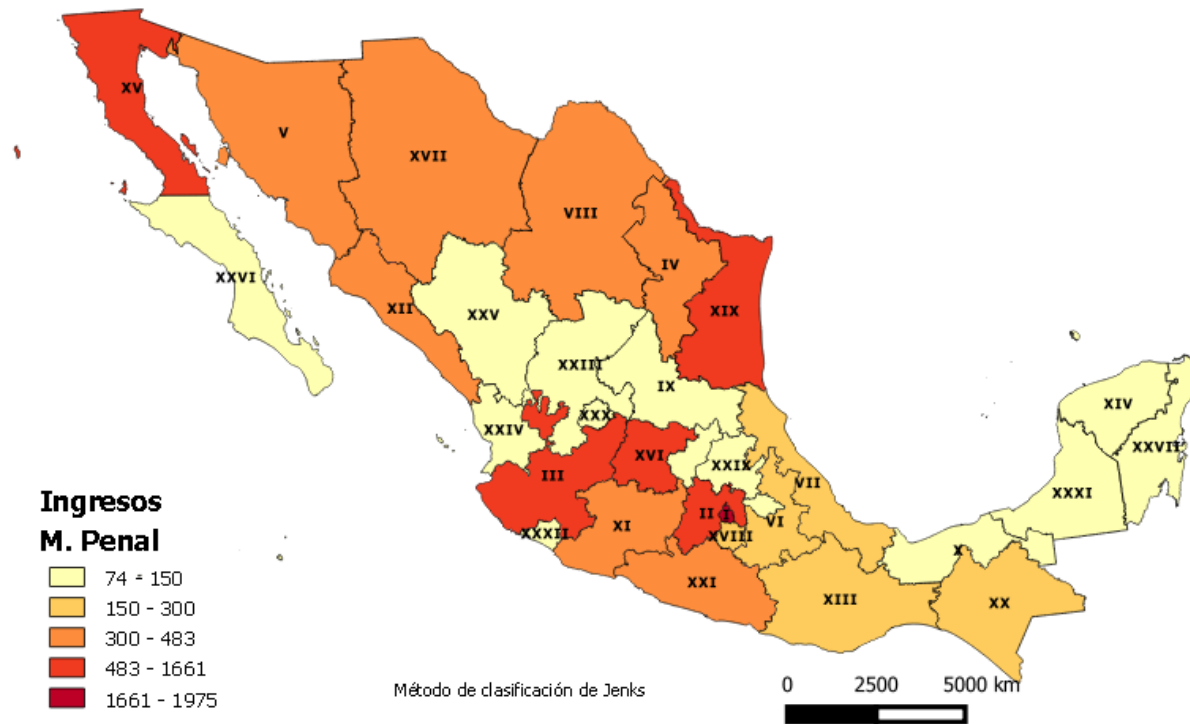 XV
V
XVII
VIII
IV
XXVI
XII
XIX
XXV
XXIII
IX
XXX
XXIV
XIV
XXVII
XVI
XXIX
III
VII
XXXI
II
I
VI
XXXII
XI
XVIII
X
XXI
XIII
XX
Ingresos
M. Penal
74 - 150
150 - 300
300 - 483
483 - 1661
1661 - 1975
Método de clasificación de Jenks
0 2500 5000 km